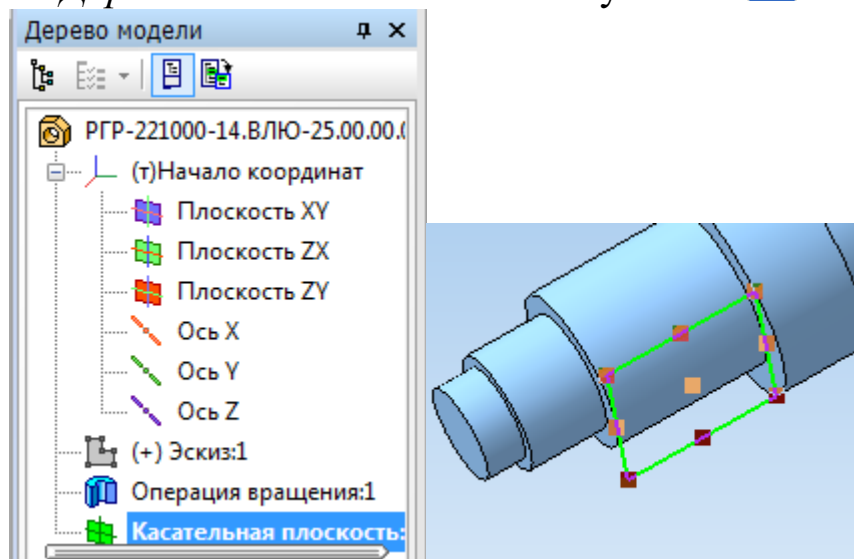 Дерево модели
РГР-221000-14.ВЛЮ-25.00.00.0
(т)Начало координат
Плоскость XY
Плоскость ZX
Плоскость ZY
Ось X
Ось Y
Ось Z
(+) Эскиз:1
Операция вращения:1
Касательная плоскость: